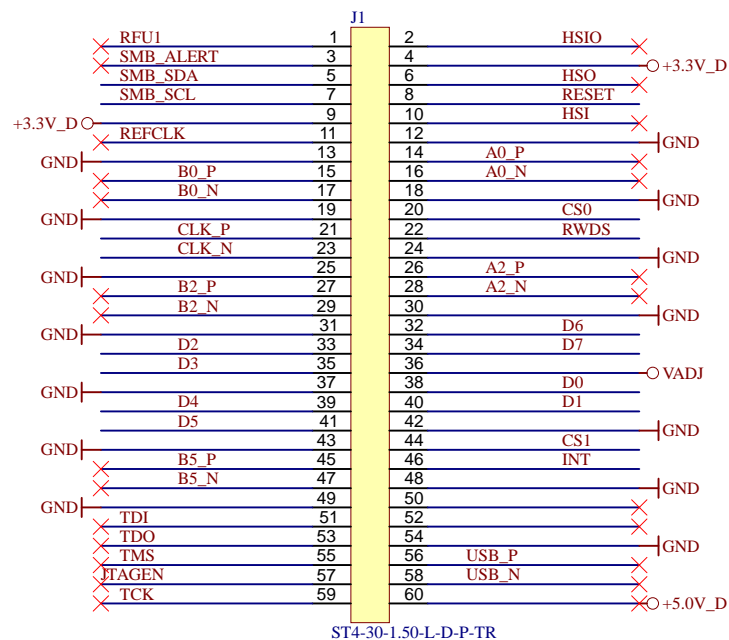 J1
RFU1 1 2 HSIO
SMB_ALERT 3 4 +3.3V_D
SMB_SDA 5 6 HSO
SMB_SCL 7 8 RESET
+3.3V_D 9 10 HSI
REFCLK 11 12 GND
GND 13 14 A0_P
B0_P 15 16 A0_N
B0_N 17 18 GND
GND 19 20 CS0
CLK_P 21 22 RWDS
CLK_N 23 24 GND
GND 25 26 A2_P
B2_P 27 28 A2_N
B2_N 29 30 GND
GND 31 32 D6
D2 33 34 D7
D3 35 36 VADJ
GND 37 38 D0
D4 39 40 D1
D5 41 42 GND
GND 43 44 CS1
B5_P 45 46 INT
B5_N 47 48 GND
GND 49 50
TDI 51 52
TDO 53 54 GND
TMS 55 56 USB_P
JTAGEN 57 58 USB_N
TCK 59 60 +5.0V_D
ST4-30-1.50-L-D-P-TR